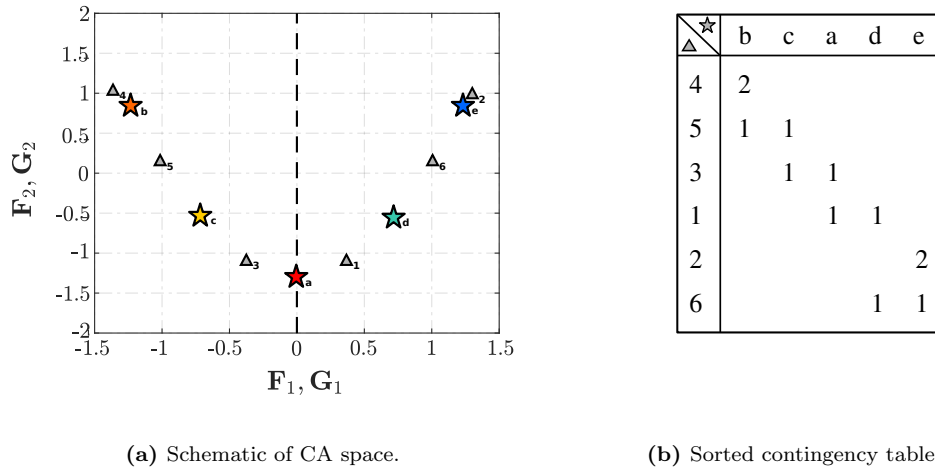 2
1.5
1
0.5
0
-0.5
-1
-1.5
-2
-1.5 -1 -0.5 0 0.5 1 1.5
F₂, G₂
F₁, G₁
4
b
5
c
3
a
1
d
6
2
e
(a) Schematic of CA space.
b c a d e
4 2
5 1 1
3 1 1
1 1 1
2 2
6 1 1
(b) Sorted contingency table